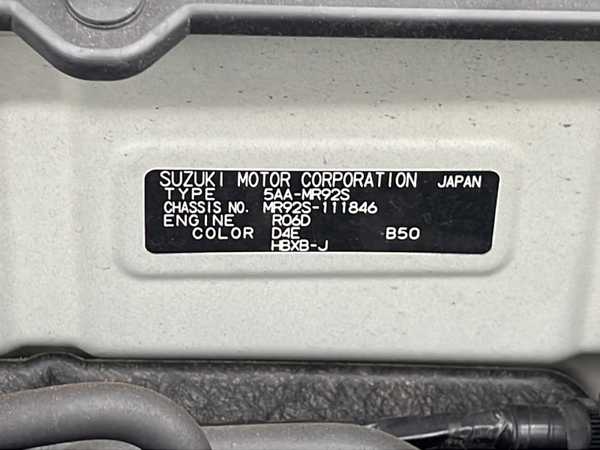 SUZUKI MOTOR CORPORATION JAPAN
TYPE 5AA-MR92S
CHASSIS NO. MR92S-111846
ENGINE R06D
COLOR D4E B50
HBXB-J